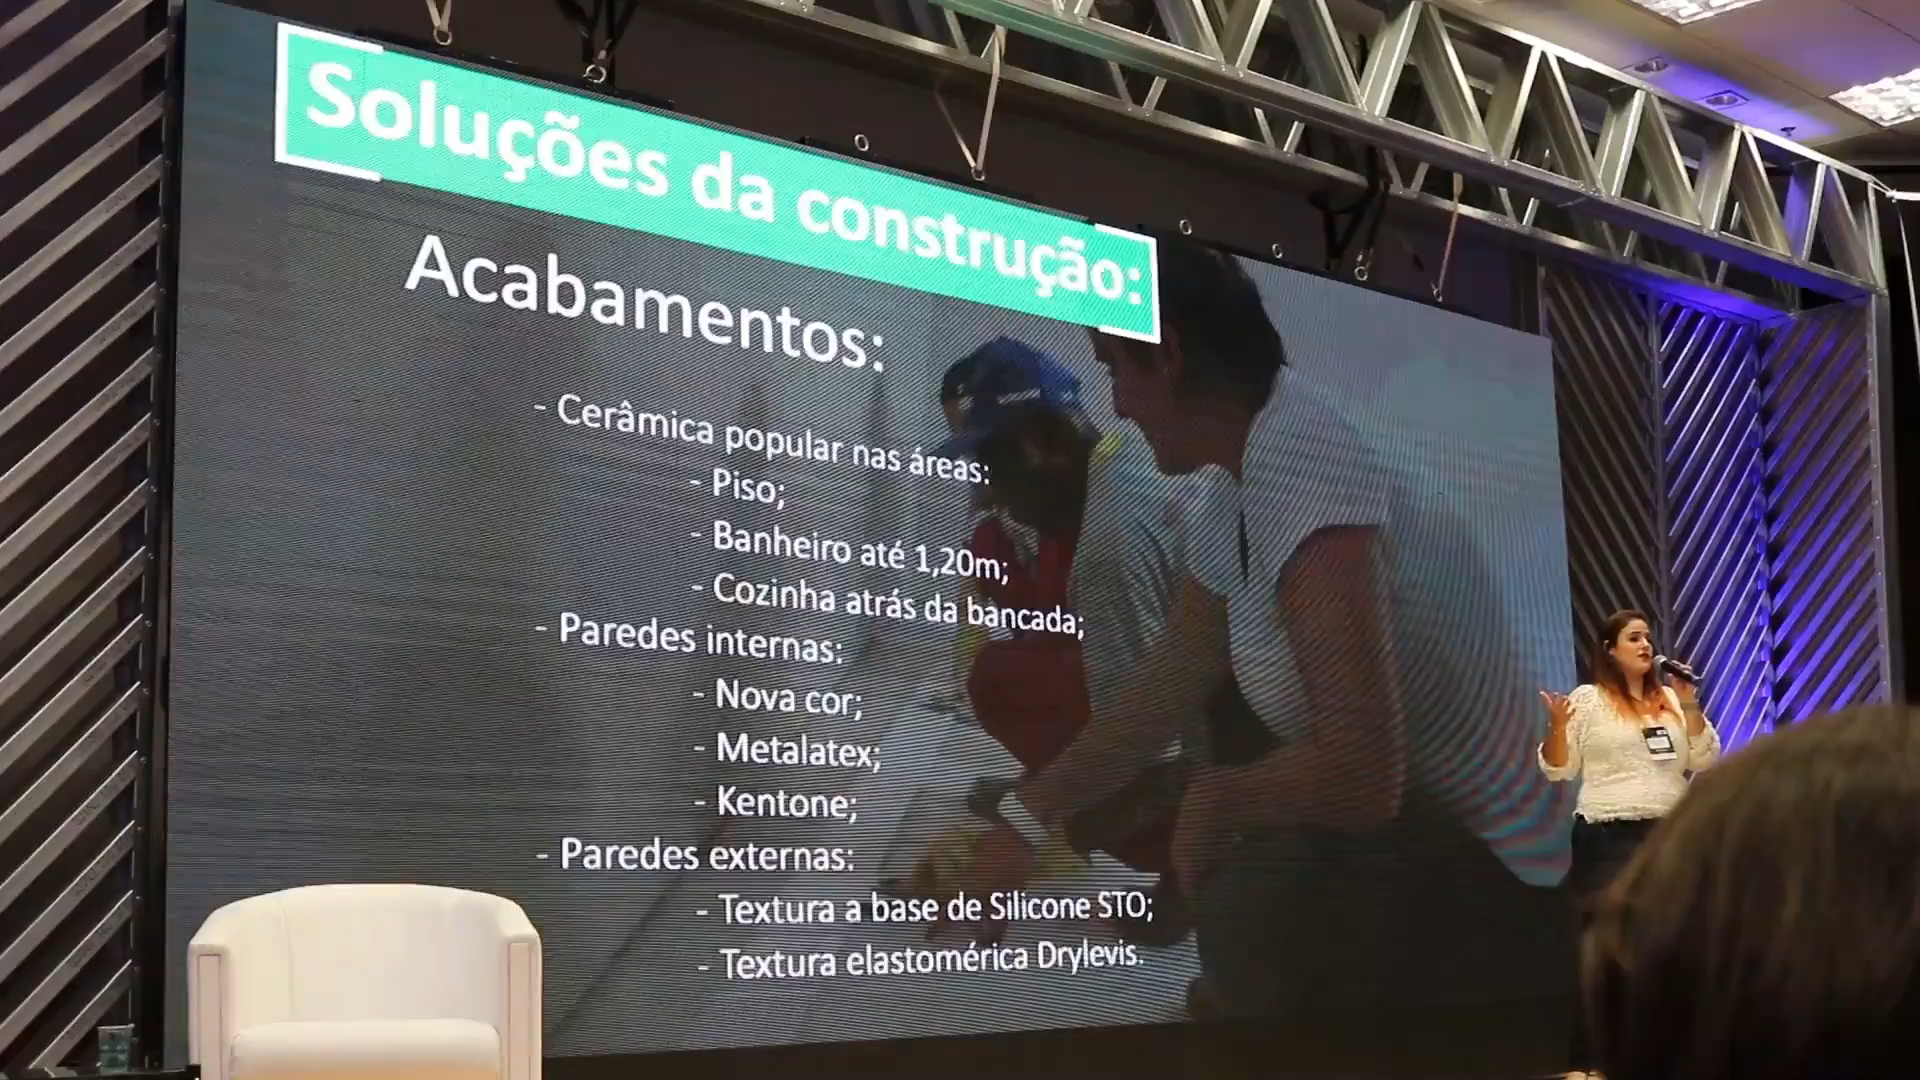 Soluções da construção:
Acabamentos:
- Cerâmica popular nas áreas:
- Piso;
- Banheiro até 1,20m;
- Cozinha atrás da bancada;
- Paredes internas:
- Nova cor;
- Metalatex;
- Kentone;
- Paredes externas:
- Textura a base de Silicone STO;
- Textura elastomérica Drylevis.